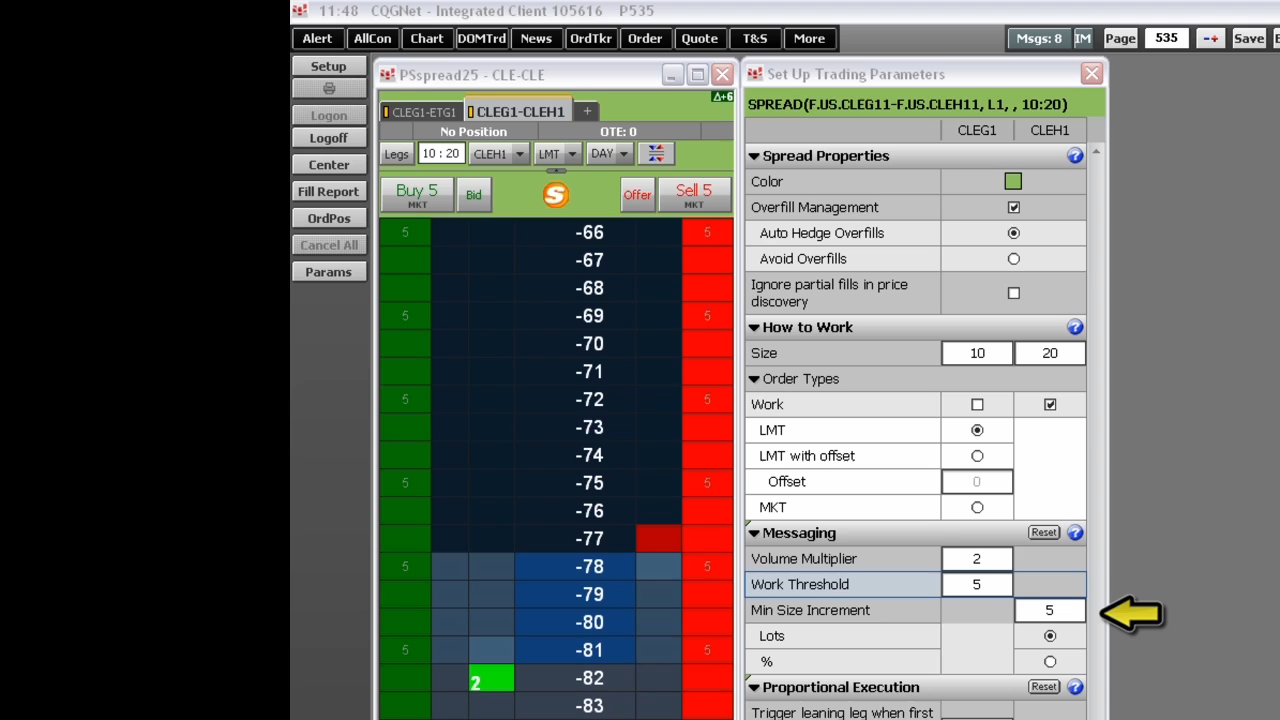 11:48 CQGNet - Integrated Client 105616 P535
Alert AllCon Chart DOMTrd News OrdTkr Order Quote T&S More Msgs: 8 IM Page 535 -+ Save
Setup
Logon
Logoff
Center
Fill Report
OrdPos
Cancel All
Params
PSspread25 - CLE-CLE
Δ+6
CLEG1-ETG1 CLEG1-CLEH1 +
No Position OTE: 0
Legs 10 : 20 CLEH1 LMT DAY
Buy 5 MKT Bid S Offer Sell 5 MKT
5 -66 5
-67
-68
5 -69 5
-70
-71
5 -72 5
-73
-74
5 -75 5
-76
-77
5 -78 5
-79
-80
5 -81 5
2 -82
-83
Set Up Trading Parameters
SPREAD(F.US.CLEG11-F.US.CLEH11, L1, , 10:20)
CLEG1 CLEH1
Spread Properties ?
Color
Overfill Management
Auto Hedge Overfills
Avoid Overfills
Ignore partial fills in price
discovery
How to Work ?
Size 10 20
Order Types
Work
LMT
LMT with offset
Offset 0
MKT
Messaging Reset ?
Volume Multiplier 2
Work Threshold 5
Min Size Increment 5
Lots
%
Proportional Execution Reset ?
Trigger leaning leg when first